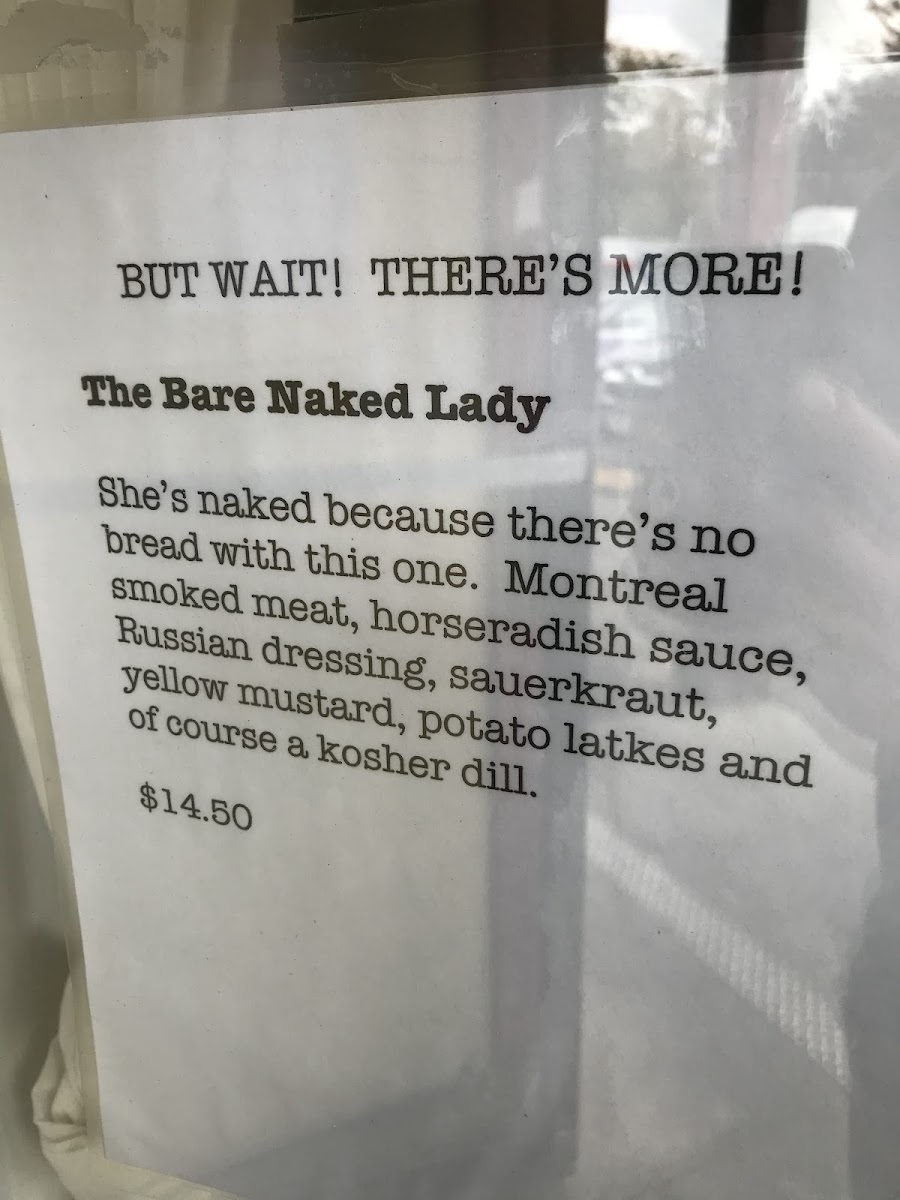 BUT WAIT!  THERE'S MORE!
The Bare Naked Lady
She's naked because there's no
bread with this one.  Montreal
smoked meat, horseradish sauce,
Russian dressing, sauerkraut,
yellow mustard, potato latkes and
of course a kosher dill.
$14.50